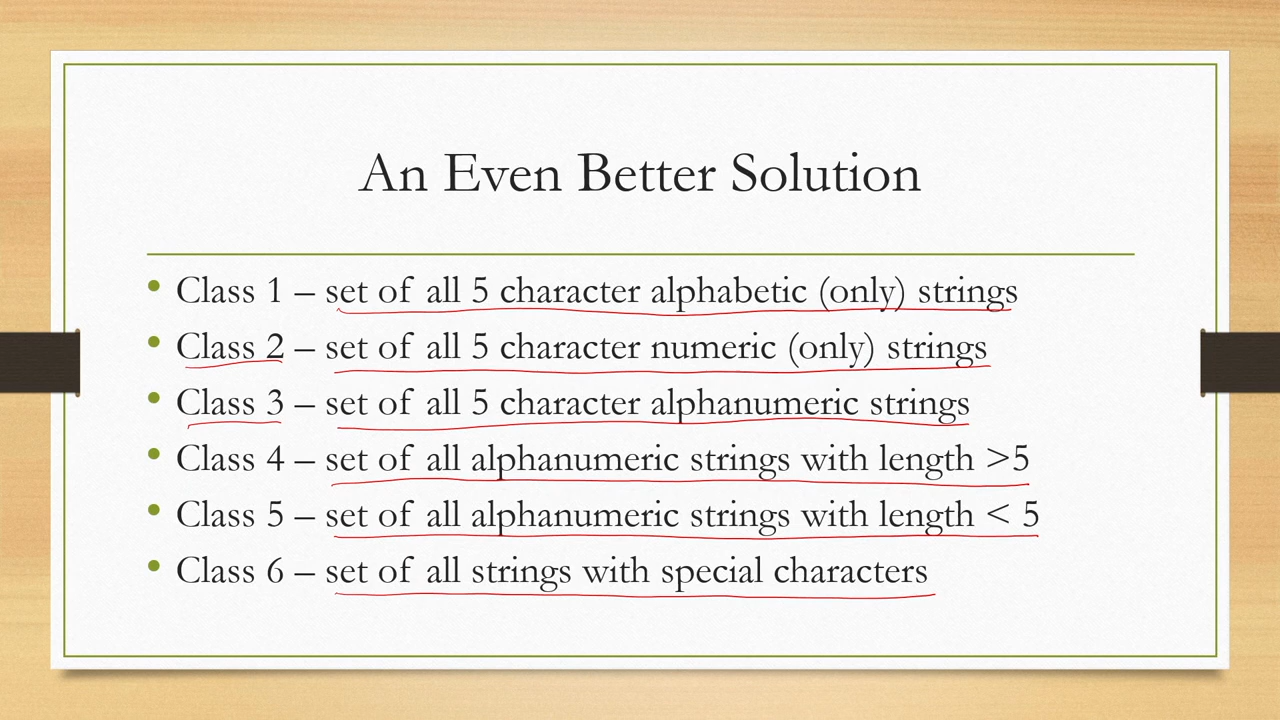 An Even Better Solution
• Class 1 – set of all 5 character alphabetic (only) strings
• Class 2 – set of all 5 character numeric (only) strings
• Class 3 – set of all 5 character alphanumeric strings
• Class 4 – set of all alphanumeric strings with length >5
• Class 5 – set of all alphanumeric strings with length < 5
• Class 6 – set of all strings with special characters